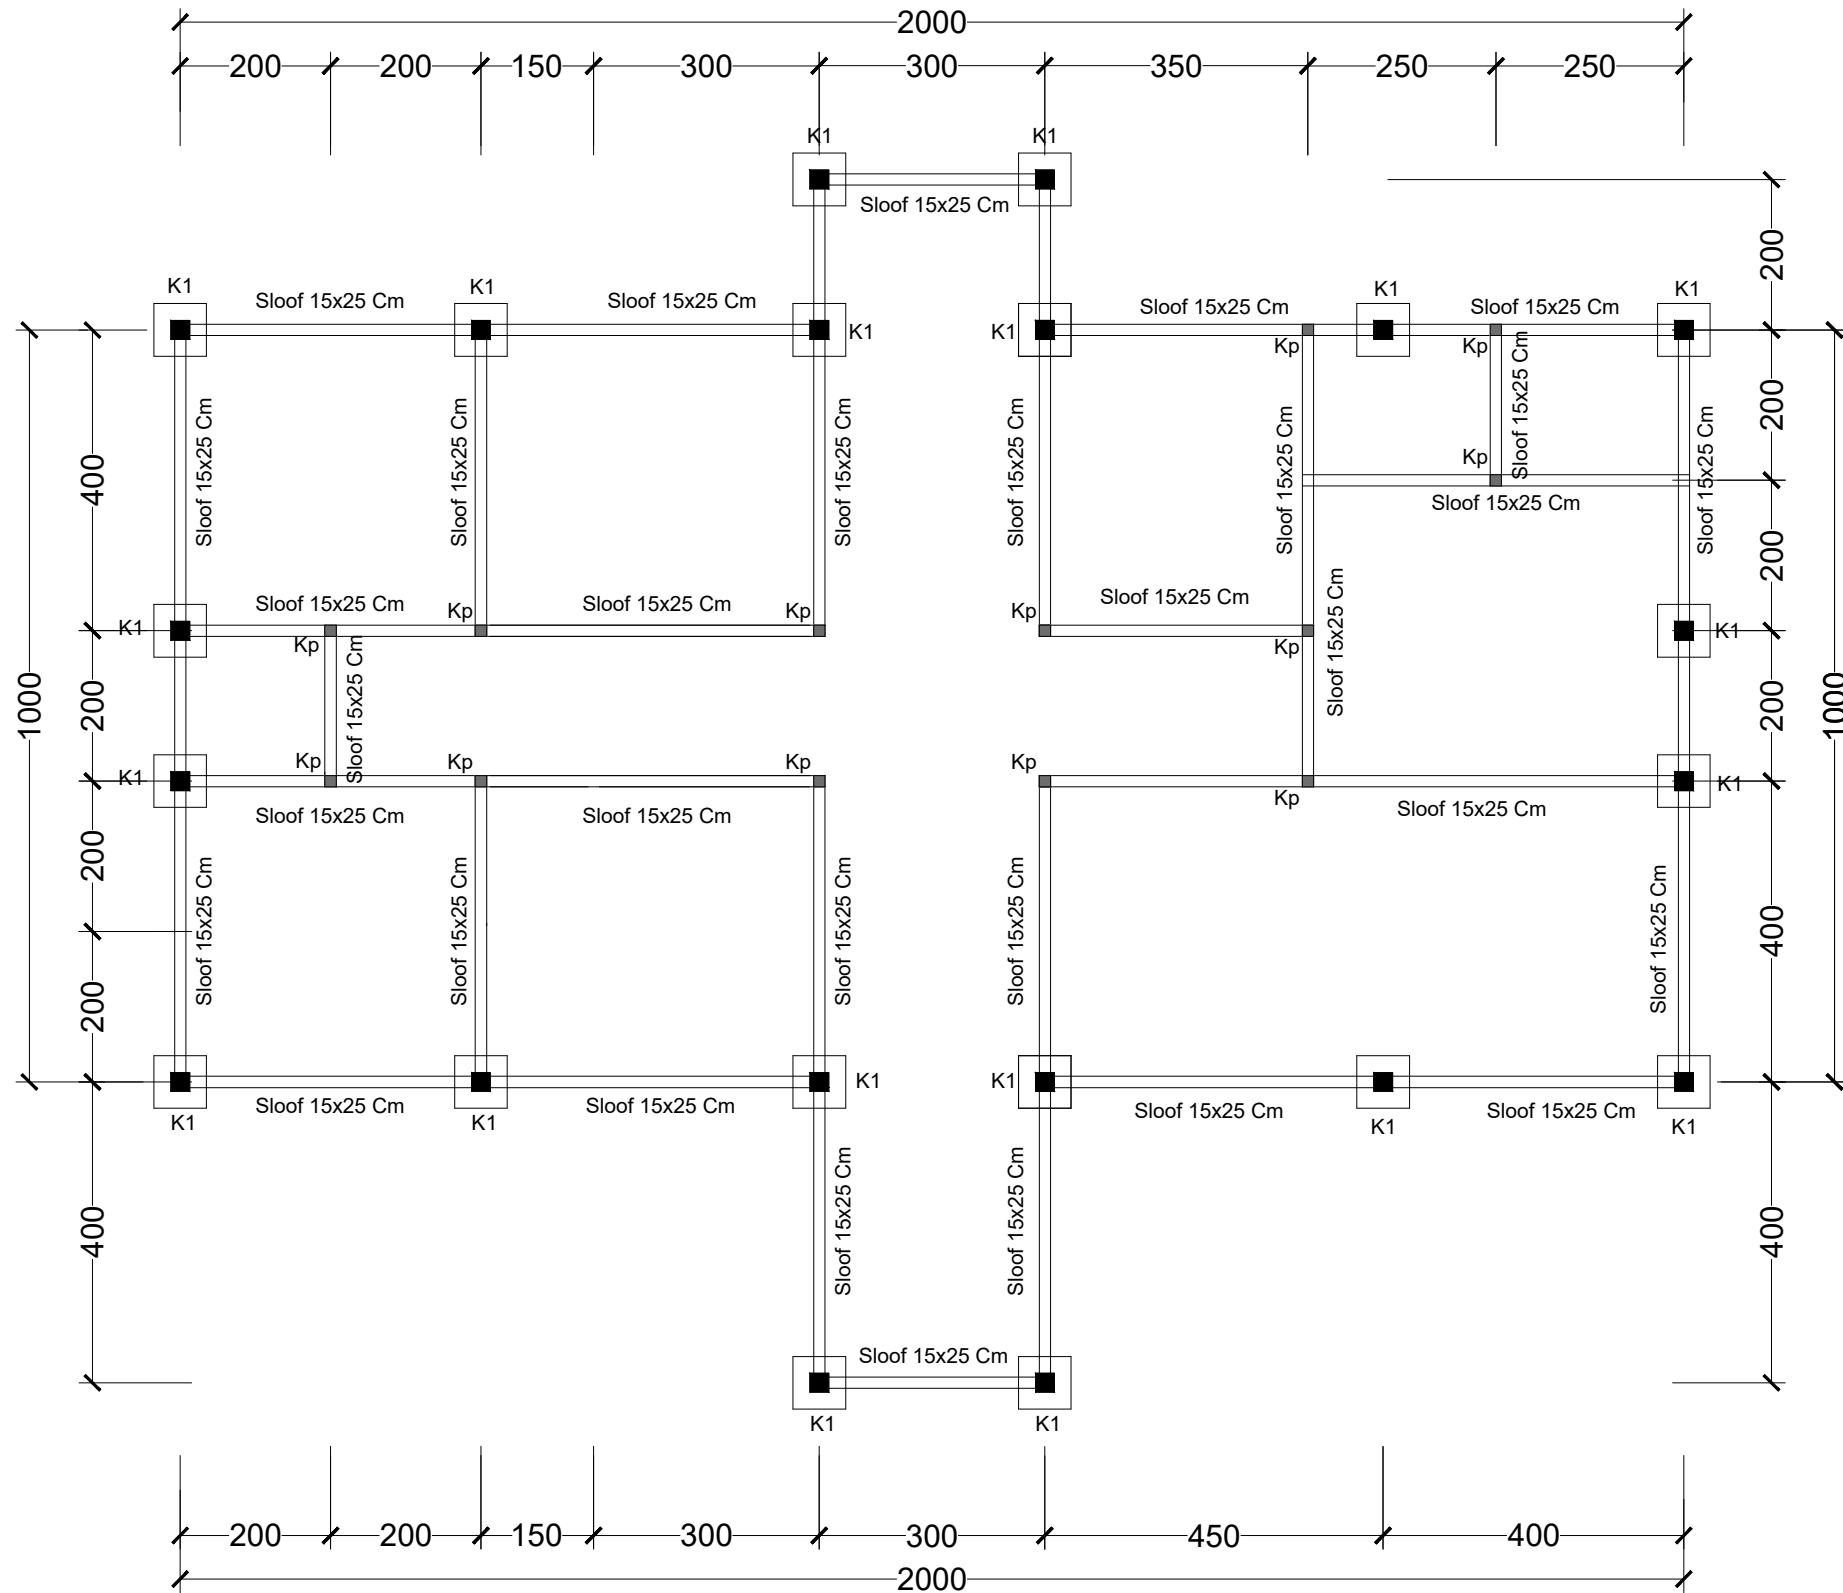 2000
200 200 150 300 300 350 250 250
K1 K1
Sloof 15x25 Cm
200
K1 K1 K1 K1
Sloof 15x25 Cm Sloof 15x25 Cm Sloof 15x25 Cm Sloof 15x25 Cm
K1 K1
Kp Kp
Sloof 15x25 Cm
200
400
Sloof 15x25 Cm
Sloof 15x25 Cm
Sloof 15x25 Cm
Sloof 15x25 Cm
Sloof 15x25 Cm
Sloof 15x25 Cm
Kp
Sloof 15x25 Cm
200
Sloof 15x25 Cm Sloof 15x25 Cm Sloof 15x25 Cm
Kp Kp Kp
K1 K1
Kp Kp
Sloof 15x25 Cm
Sloof 15x25 Cm
1000
200
200
1000
Kp Kp Kp Kp
K1 K1
Kp
Sloof 15x25 Cm Sloof 15x25 Cm Sloof 15x25 Cm
200
Sloof 15x25 Cm
Sloof 15x25 Cm
Sloof 15x25 Cm
Sloof 15x25 Cm
Sloof 15x25 Cm
400
200
K1 K1
Sloof 15x25 Cm Sloof 15x25 Cm Sloof 15x25 Cm Sloof 15x25 Cm
K1 K1 K1 K1
400
Sloof 15x25 Cm
Sloof 15x25 Cm
400
Sloof 15x25 Cm
K1 K1
200 200 150 300 300 450 400
2000